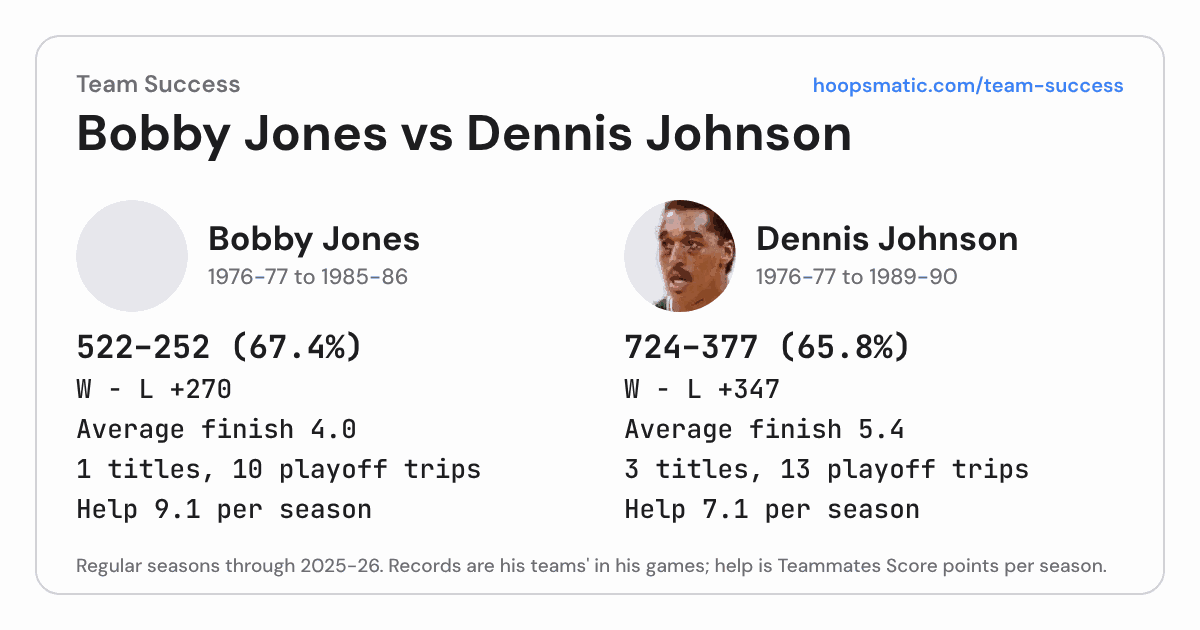 Team Success
hoopsmatic.com/team-success
Bobby Jones vs Dennis Johnson
Bobby Jones
1976–77 to 1985–86
Dennis Johnson
1976–77 to 1989–90
522–252 (67.4%)
W - L +270
Average finish 4.0
1 titles, 10 playoff trips
Help 9.1 per season
724–377 (65.8%)
W - L +347
Average finish 5.4
3 titles, 13 playoff trips
Help 7.1 per season
Regular seasons through 2025-26. Records are his teams' in his games; help is Teammates Score points per season.